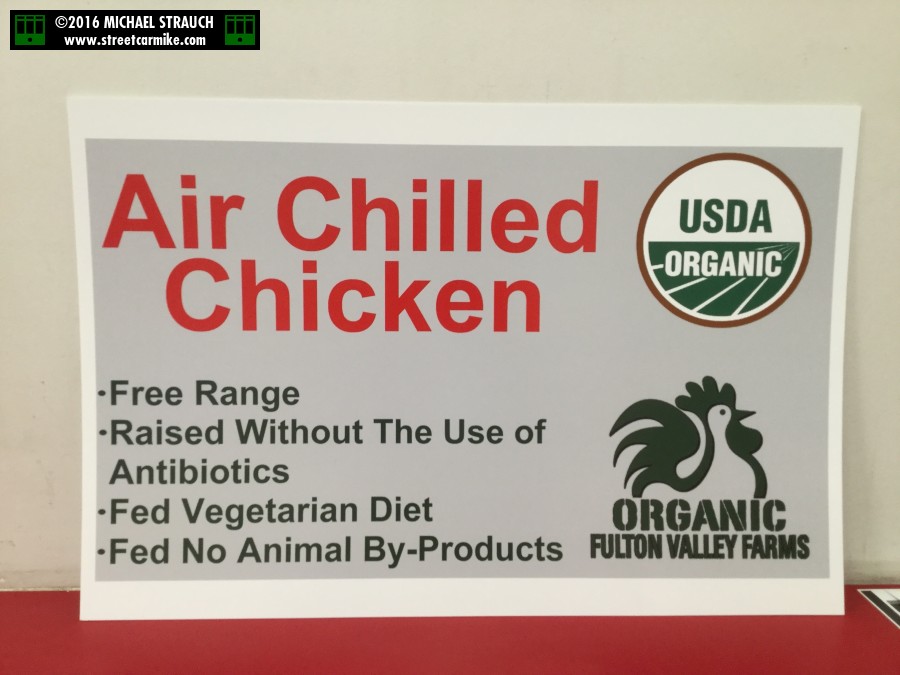 ©2016 MICHAEL STRAUCH
www.streetcarmike.com
Air Chilled
Chicken
USDA
ORGANIC
·Free Range
·Raised Without The Use of
Antibiotics
·Fed Vegetarian Diet
·Fed No Animal By-Products
ORGANIC
FULTON VALLEY FARMS